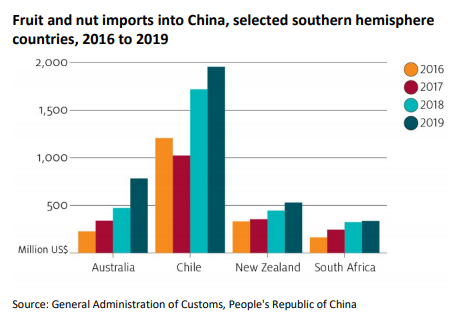 Fruit and nut imports into China, selected southern hemisphere
countries, 2016 to 2019
2,000
1,500
1,000
500
Million US$
2016
2017
2018
2019
Australia
Chile
New Zealand
South Africa
Source: General Administration of Customs, People's Republic of China